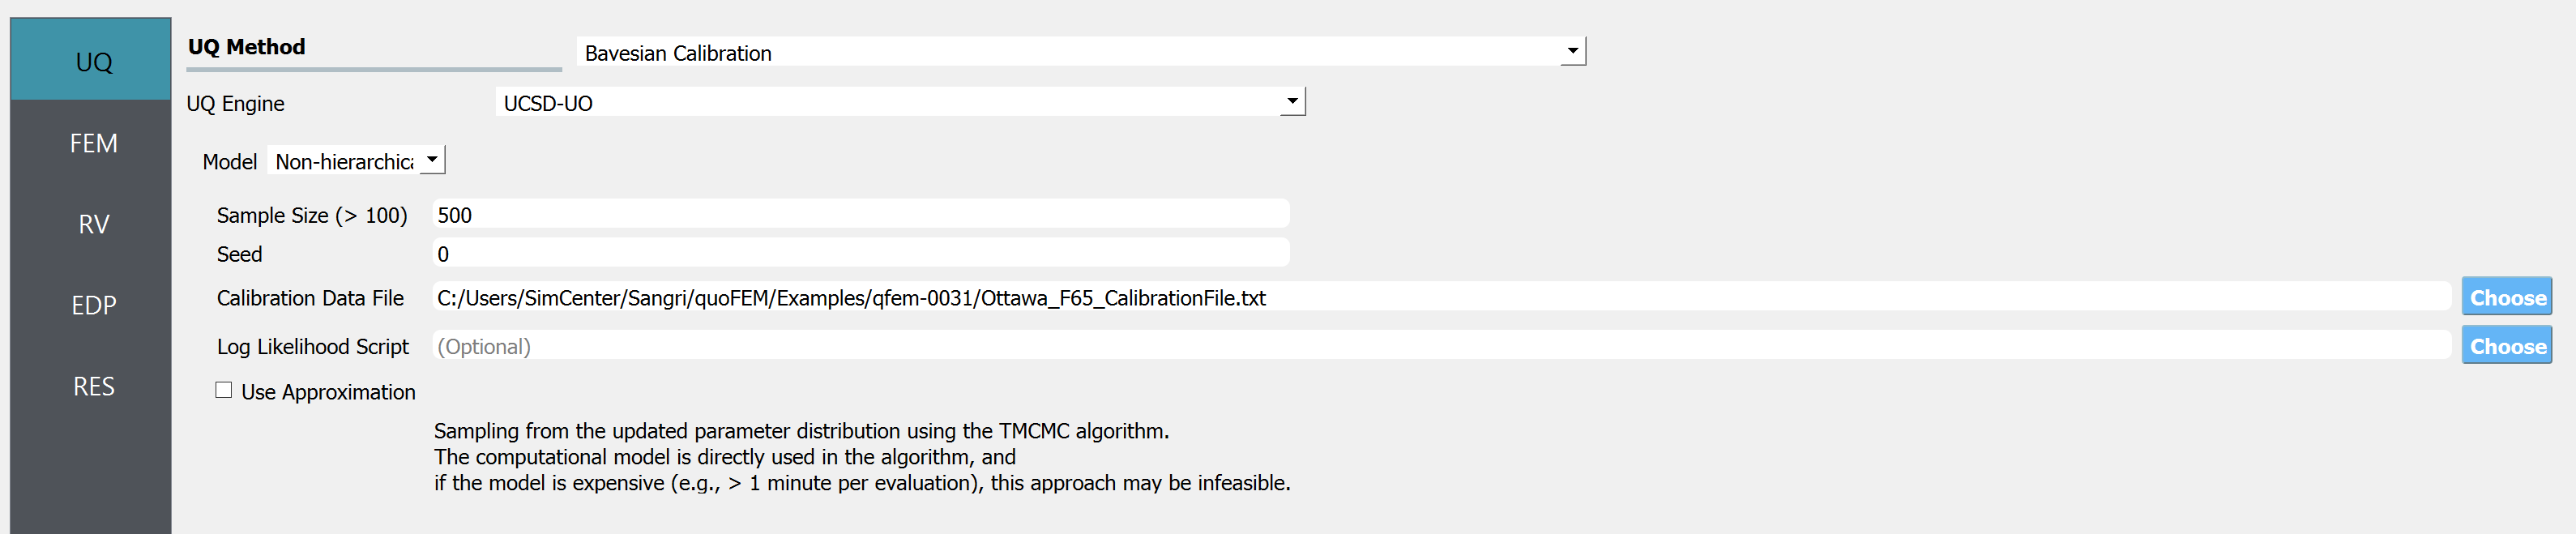 UQ
FEM
RV
EDP
RES
UQ Method Bayesian Calibration
UQ Engine UCSD-UQ
Model Non-hierarchica
Sample Size (> 100) 500
Seed 0
Calibration Data File C:/Users/SimCenter/Sangri/quoFEM/Examples/qfem-0031/Ottawa_F65_CalibrationFile.txt Choose
Log Likelihood Script (Optional) Choose
Use Approximation
Sampling from the updated parameter distribution using the TMCMC algorithm.
The computational model is directly used in the algorithm, and
if the model is expensive (e.g., > 1 minute per evaluation), this approach may be infeasible.